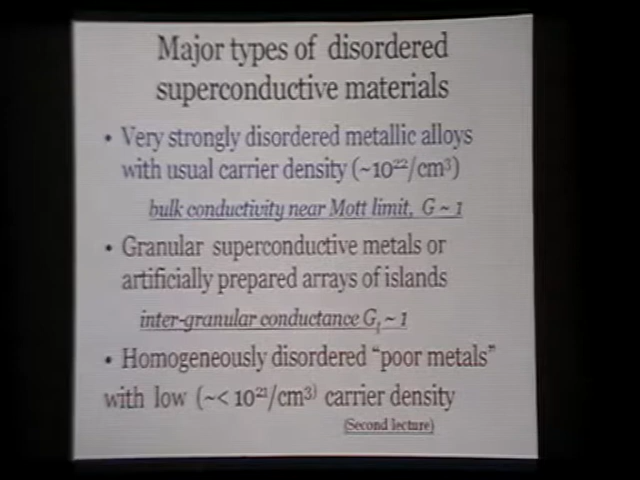 Major types of disordered
superconductive materials
• Very strongly disordered metallic alloys
with usual carrier density (~10²²/cm³)
bulk conductivity near Mott limit, G ~ 1
• Granular superconductive metals or
artificially prepared arrays of islands
inter-granular conductance G₁ ~ 1
• Homogeneously disordered “poor metals”
with low (~< 10²¹/cm³) carrier density
(Second lecture)